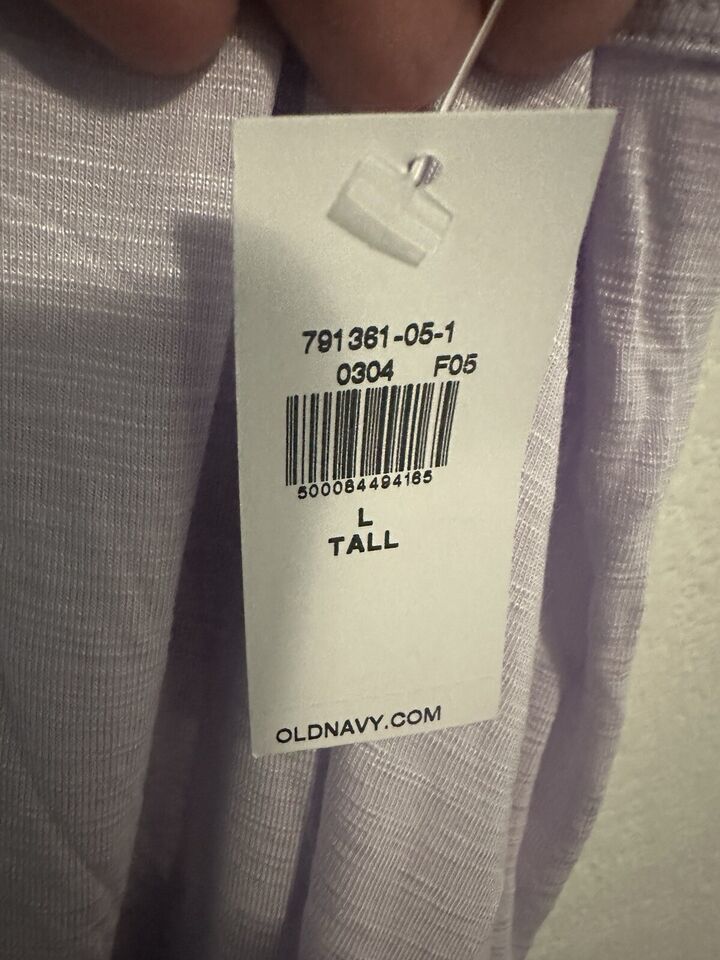 791361-05-1
0304 F05
500084494165
L
TALL
OLDNAVY.COM